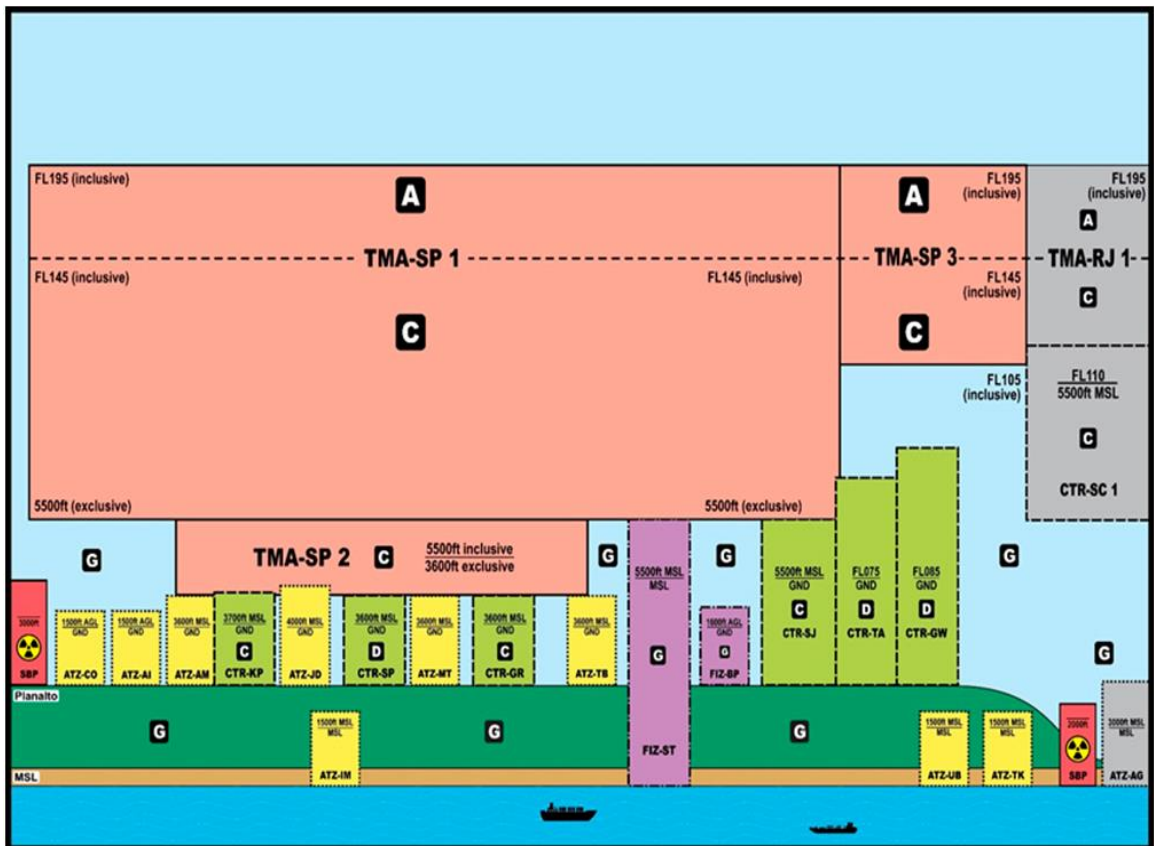 FL195 (inclusive)
A
TMA-SP 1
FL145 (inclusive)
FL145 (inclusive)
C
5500ft (exclusive)
5500ft (exclusive)
A
FL195
(inclusive)
TMA-SP 3
FL145
(inclusive)
C
FL105
(inclusive)
FL195
(inclusive)
A
TMA-RJ 1
C
FL110
5500ft MSL
C
CTR-SC 1
G
TMA-SP 2
C
5500ft inclusive
3600ft exclusive
G
G
G
G
3000ft
SBP
1500ft AGL
GND
ATZ-CO
1500ft AGL
GND
ATZ-AI
3600ft MSL
GND
ATZ-AM
3700ft MSL
GND
C
CTR-KP
4000ft MSL
GND
ATZ-JD
3600ft MSL
GND
D
CTR-SP
3600ft MSL
GND
ATZ-MT
3600ft MSL
GND
C
CTR-GR
3600ft MSL
GND
ATZ-TB
5500ft MSL
MSL
G
FIZ-ST
1600ft AGL
GND
G
FIZ-BP
5500ft MSL
GND
C
CTR-SJ
FL075
GND
D
CTR-TA
FL085
GND
D
CTR-GW
Planalto
G
G
G
1500ft MSL
MSL
ATZ-IM
1500ft MSL
MSL
ATZ-UB
1500ft MSL
MSL
ATZ-TK
2000ft
SBP
3000ft MSL
MSL
ATZ-AG
MSL